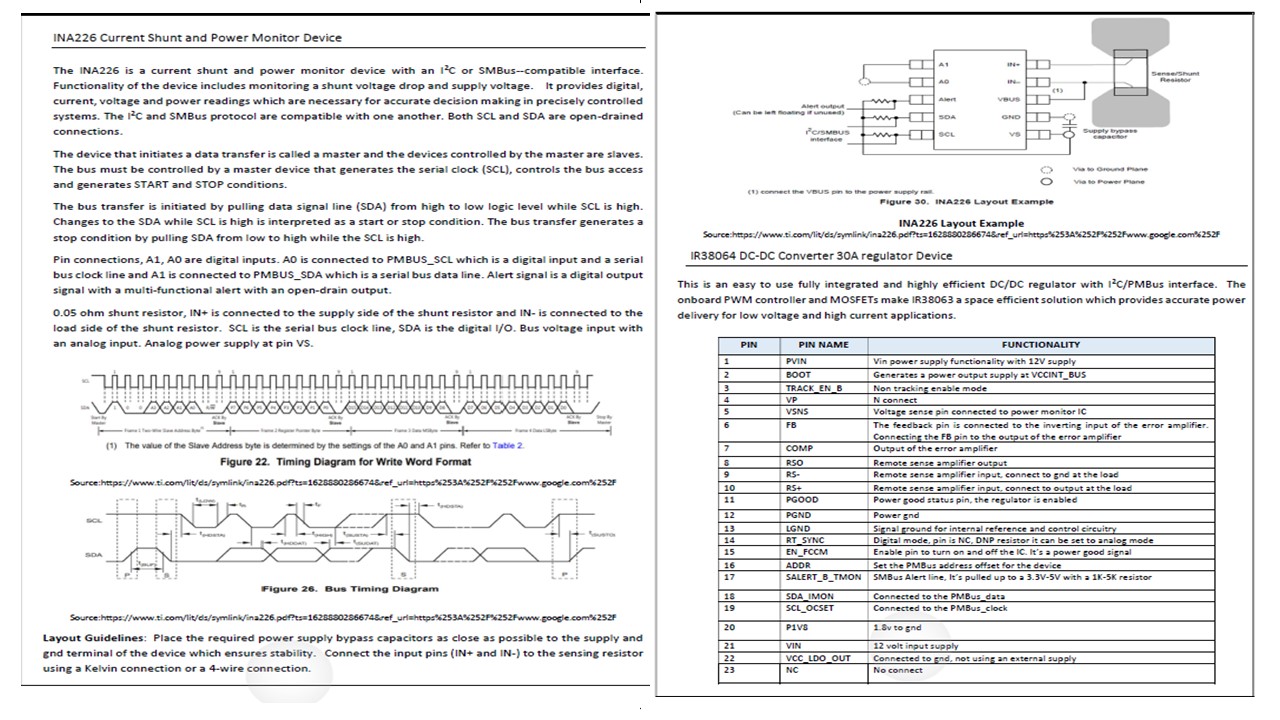 INA226 Current Shunt and Power Monitor Device
The INA226 is a current shunt and power monitor device with an I²C or SMBus--compatible interface.
Functionality of the device includes monitoring a shunt voltage drop and supply voltage. It provides digital,
current, voltage and power readings which are necessary for accurate decision making in precisely controlled
systems. The I²C and SMBus protocol are compatible with one another. Both SCL and SDA are open-drained
connections.
The device that initiates a data transfer is called a master and the devices controlled by the master are slaves.
The bus must be controlled by a master device that generates the serial clock (SCL), controls the bus access
and generates START and STOP conditions.
The bus transfer is initiated by pulling data signal line (SDA) from high to low logic level while SCL is high.
Changes to the SDA while SCL is high is interpreted as a start or stop condition. The bus transfer generates a
stop condition by pulling SDA from low to high while the SCL is high.
Pin connections, A1, A0 are digital inputs. A0 is connected to PMBUS_SCL which is a digital input and a serial
bus clock line and A1 is connected to PMBUS_SDA which is a serial bus data line. Alert signal is a digital output
signal with a multi-functional alert with an open-drain output.
0.05 ohm shunt resistor, IN+ is connected to the supply side of the shunt resistor and IN- is connected to the
load side of the shunt resistor. SCL is the serial bus clock line, SDA is the digital I/O. Bus voltage input with
an analog input. Analog power supply at pin VS.
SCL
SDA
Start By
Master
ACK By
Slave
ACK By
Slave
ACK By
Slave
ACK By
Slave
Stop By
Master
Frame 1 Two-Wire Slave Address Byte
Frame 2 Register Pointer Byte
Frame 3 Data MSByte
Frame 4 Data LSByte
(1) The value of the Slave Address byte is determined by the settings of the A0 and A1 pins. Refer to Table 2.
Figure 22. Timing Diagram for Write Word Format
Source:https://www.ti.com/lit/ds/symlink/ina226.pdf?ts=1628880286674&ref_url=https%253A%252F%252Fwww.google.com%252F
SCL
SDA
P
S
S
P
Figure 26. Bus Timing Diagram
Source:https://www.ti.com/lit/ds/symlink/ina226.pdf?ts=1628880286674&ref_url=https%253A%252F%252Fwww.google.com%252F
Layout Guidelines: Place the required power supply bypass capacitors as close as possible to the supply and
gnd terminal of the device which ensures stability. Connect the input pins (IN+ and IN-) to the sensing resistor
using a Kelvin connection or a 4-wire connection.
A1 IN+
A0 IN–
Alert VBUS
SDA GND
SCL VS
(1)
Sense/Shunt
Resistor
Alert output
(Can be left floating if unused)
I²C/SMBUS
interface
Supply bypass
capacitor
Via to Ground Plane
Via to Power Plane
(1) connect the VBUS pin to the power supply rail.
Figure 30. INA226 Layout Example
INA226 Layout Example
Source:https://www.ti.com/lit/ds/symlink/ina226.pdf?ts=1628880286674&ref_url=https%253A%252F%252Fwww.google.com%252F
IR38064 DC-DC Converter 30A regulator Device
This is an easy to use fully integrated and highly efficient DC/DC regulator with I²C/PMBus interface. The
onboard PWM controller and MOSFETs make IR38063 a space efficient solution which provides accurate power
delivery for low voltage and high current applications.
PIN PIN NAME FUNCTIONALITY
1 PVIN Vin power supply functionality with 12V supply
2 BOOT Generates a power output supply at VCCINT_BUS
3 TRACK_EN_B Non tracking enable mode
4 VP N connect
5 VSNS Voltage sense pin connected to power monitor IC
6 FB The feedback pin is connected to the inverting input of the error amplifier.
Connecting the FB pin to the output of the error amplifier
7 COMP Output of the error amplifier
8 RSO Remote sense amplifier output
9 RS- Remote sense amplifier input, connect to gnd at the load
10 RS+ Remote sense amplifier input, connect to output at the load
11 PGOOD Power good status pin, the regulator is enabled
12 PGND Power gnd
13 LGND Signal ground for internal reference and control circuitry
14 RT_SYNC Digital mode, pin is NC, DNP resistor it can be set to analog mode
15 EN_FCCM Enable pin to turn on and off the IC. It's a power good signal
16 ADDR Set the PMBus address offset for the device
17 SALERT_B_TMON SMBus Alert line, It's pulled up to a 3.3V-5V with a 1K-5K resistor
18 SDA_IMON Connected to the PMBus_data
19 SCL_OCSET Connected to the PMBus_clock
20 P1V8 1.8v to gnd
21 VIN 12 volt input supply
22 VCC_LDO_OUT Connected to gnd, not using an external supply
23 NC No connect